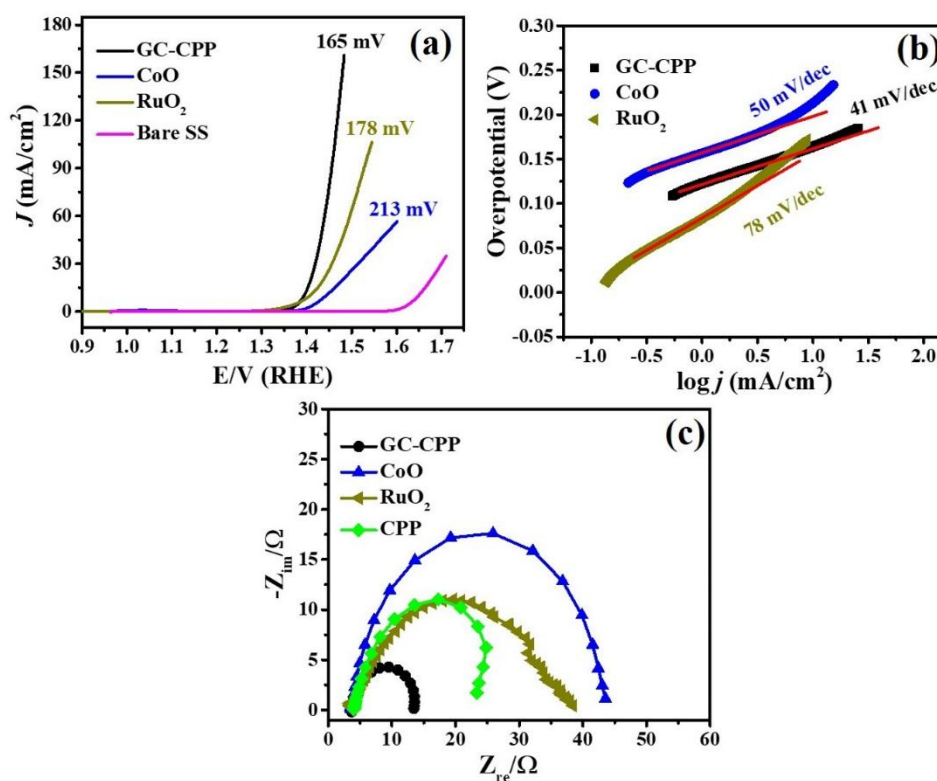 (a)
180
150
120
90
60
30
0
J (mA/cm²)
GC-CPP
CoO
RuO₂
Bare SS
165 mV
178 mV
213 mV
0.9 1.0 1.1 1.2 1.3 1.4 1.5 1.6 1.7
E/V (RHE)
(b)
0.30
0.25
0.20
0.15
0.10
0.05
0.00
-0.05
Overpotential (V)
GC-CPP
CoO
RuO₂
50 mV/dec
41 mV/dec
78 mV/dec
-1.0 -0.5 0.0 0.5 1.0 1.5 2.0
log j (mA/cm²)
(c)
30
25
20
15
10
5
0
-Zim/Ω
GC-CPP
CoO
RuO₂
CPP
0 10 20 30 40 50 60
Zre/Ω